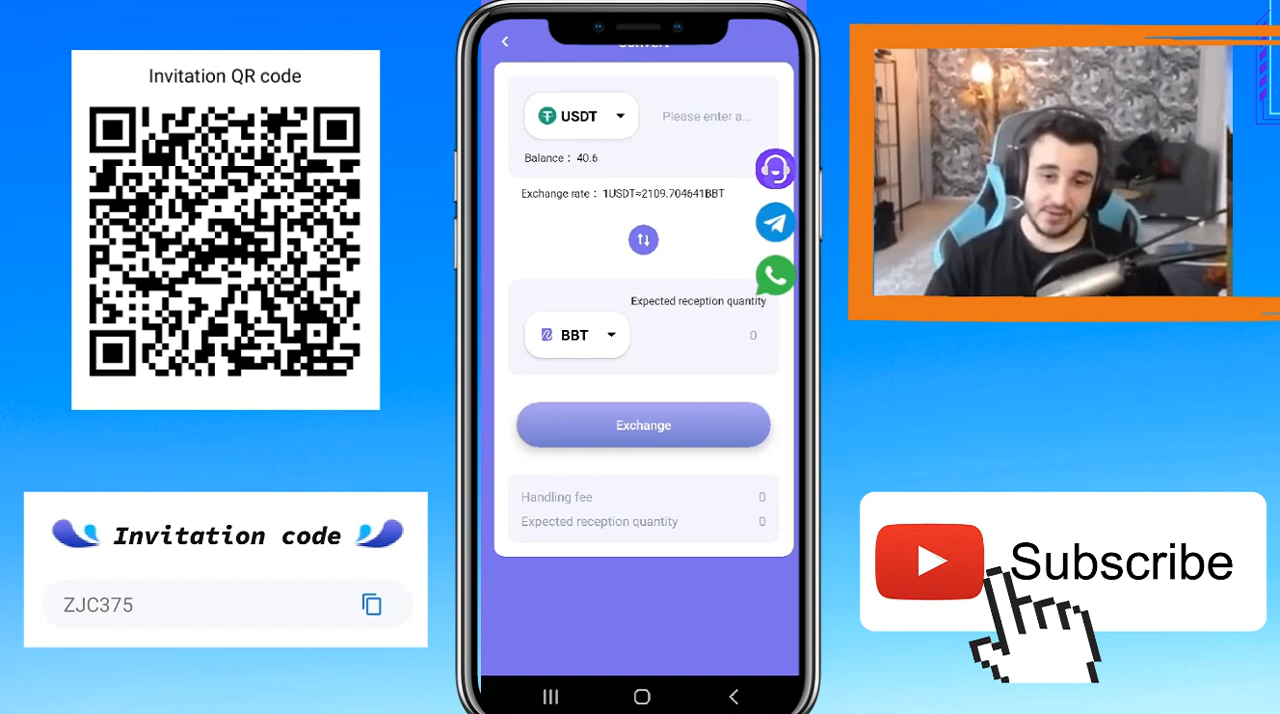 Invitation QR code
Invitation code
ZJC375
Convert
USDT
Please enter a...
Balance : 40.6
Exchange rate : 1USDT≈2109.704641BBT
Expected reception quantity
BBT
0
Exchange
Handling fee 0
Expected reception quantity 0
Subscribe